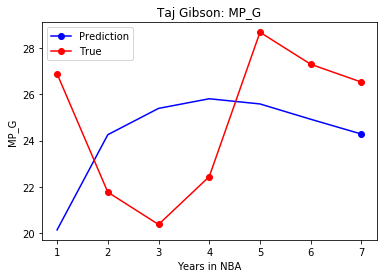 Taj Gibson: MP_G
Prediction
True
MP_G
28
26
24
22
20
1 2 3 4 5 6 7
Years in NBA